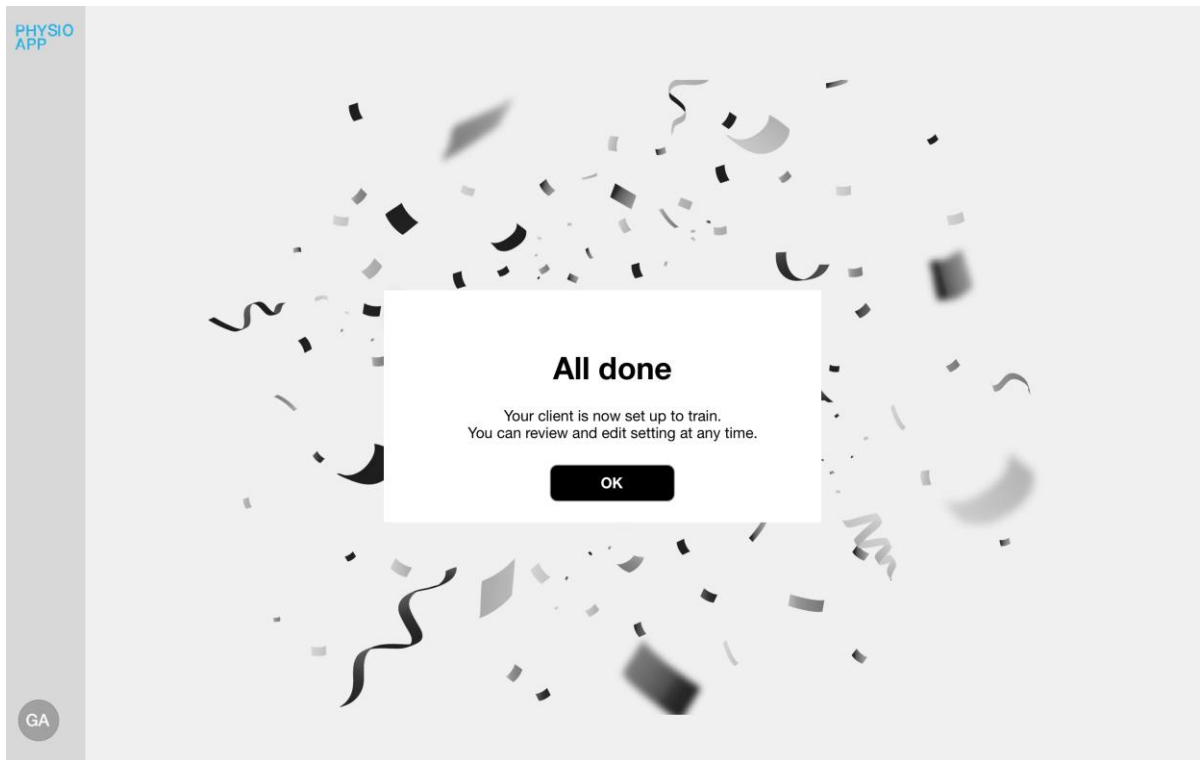 PHYSIO
APP
All done
Your client is now set up to train.
You can review and edit setting at any time.
OK
GA